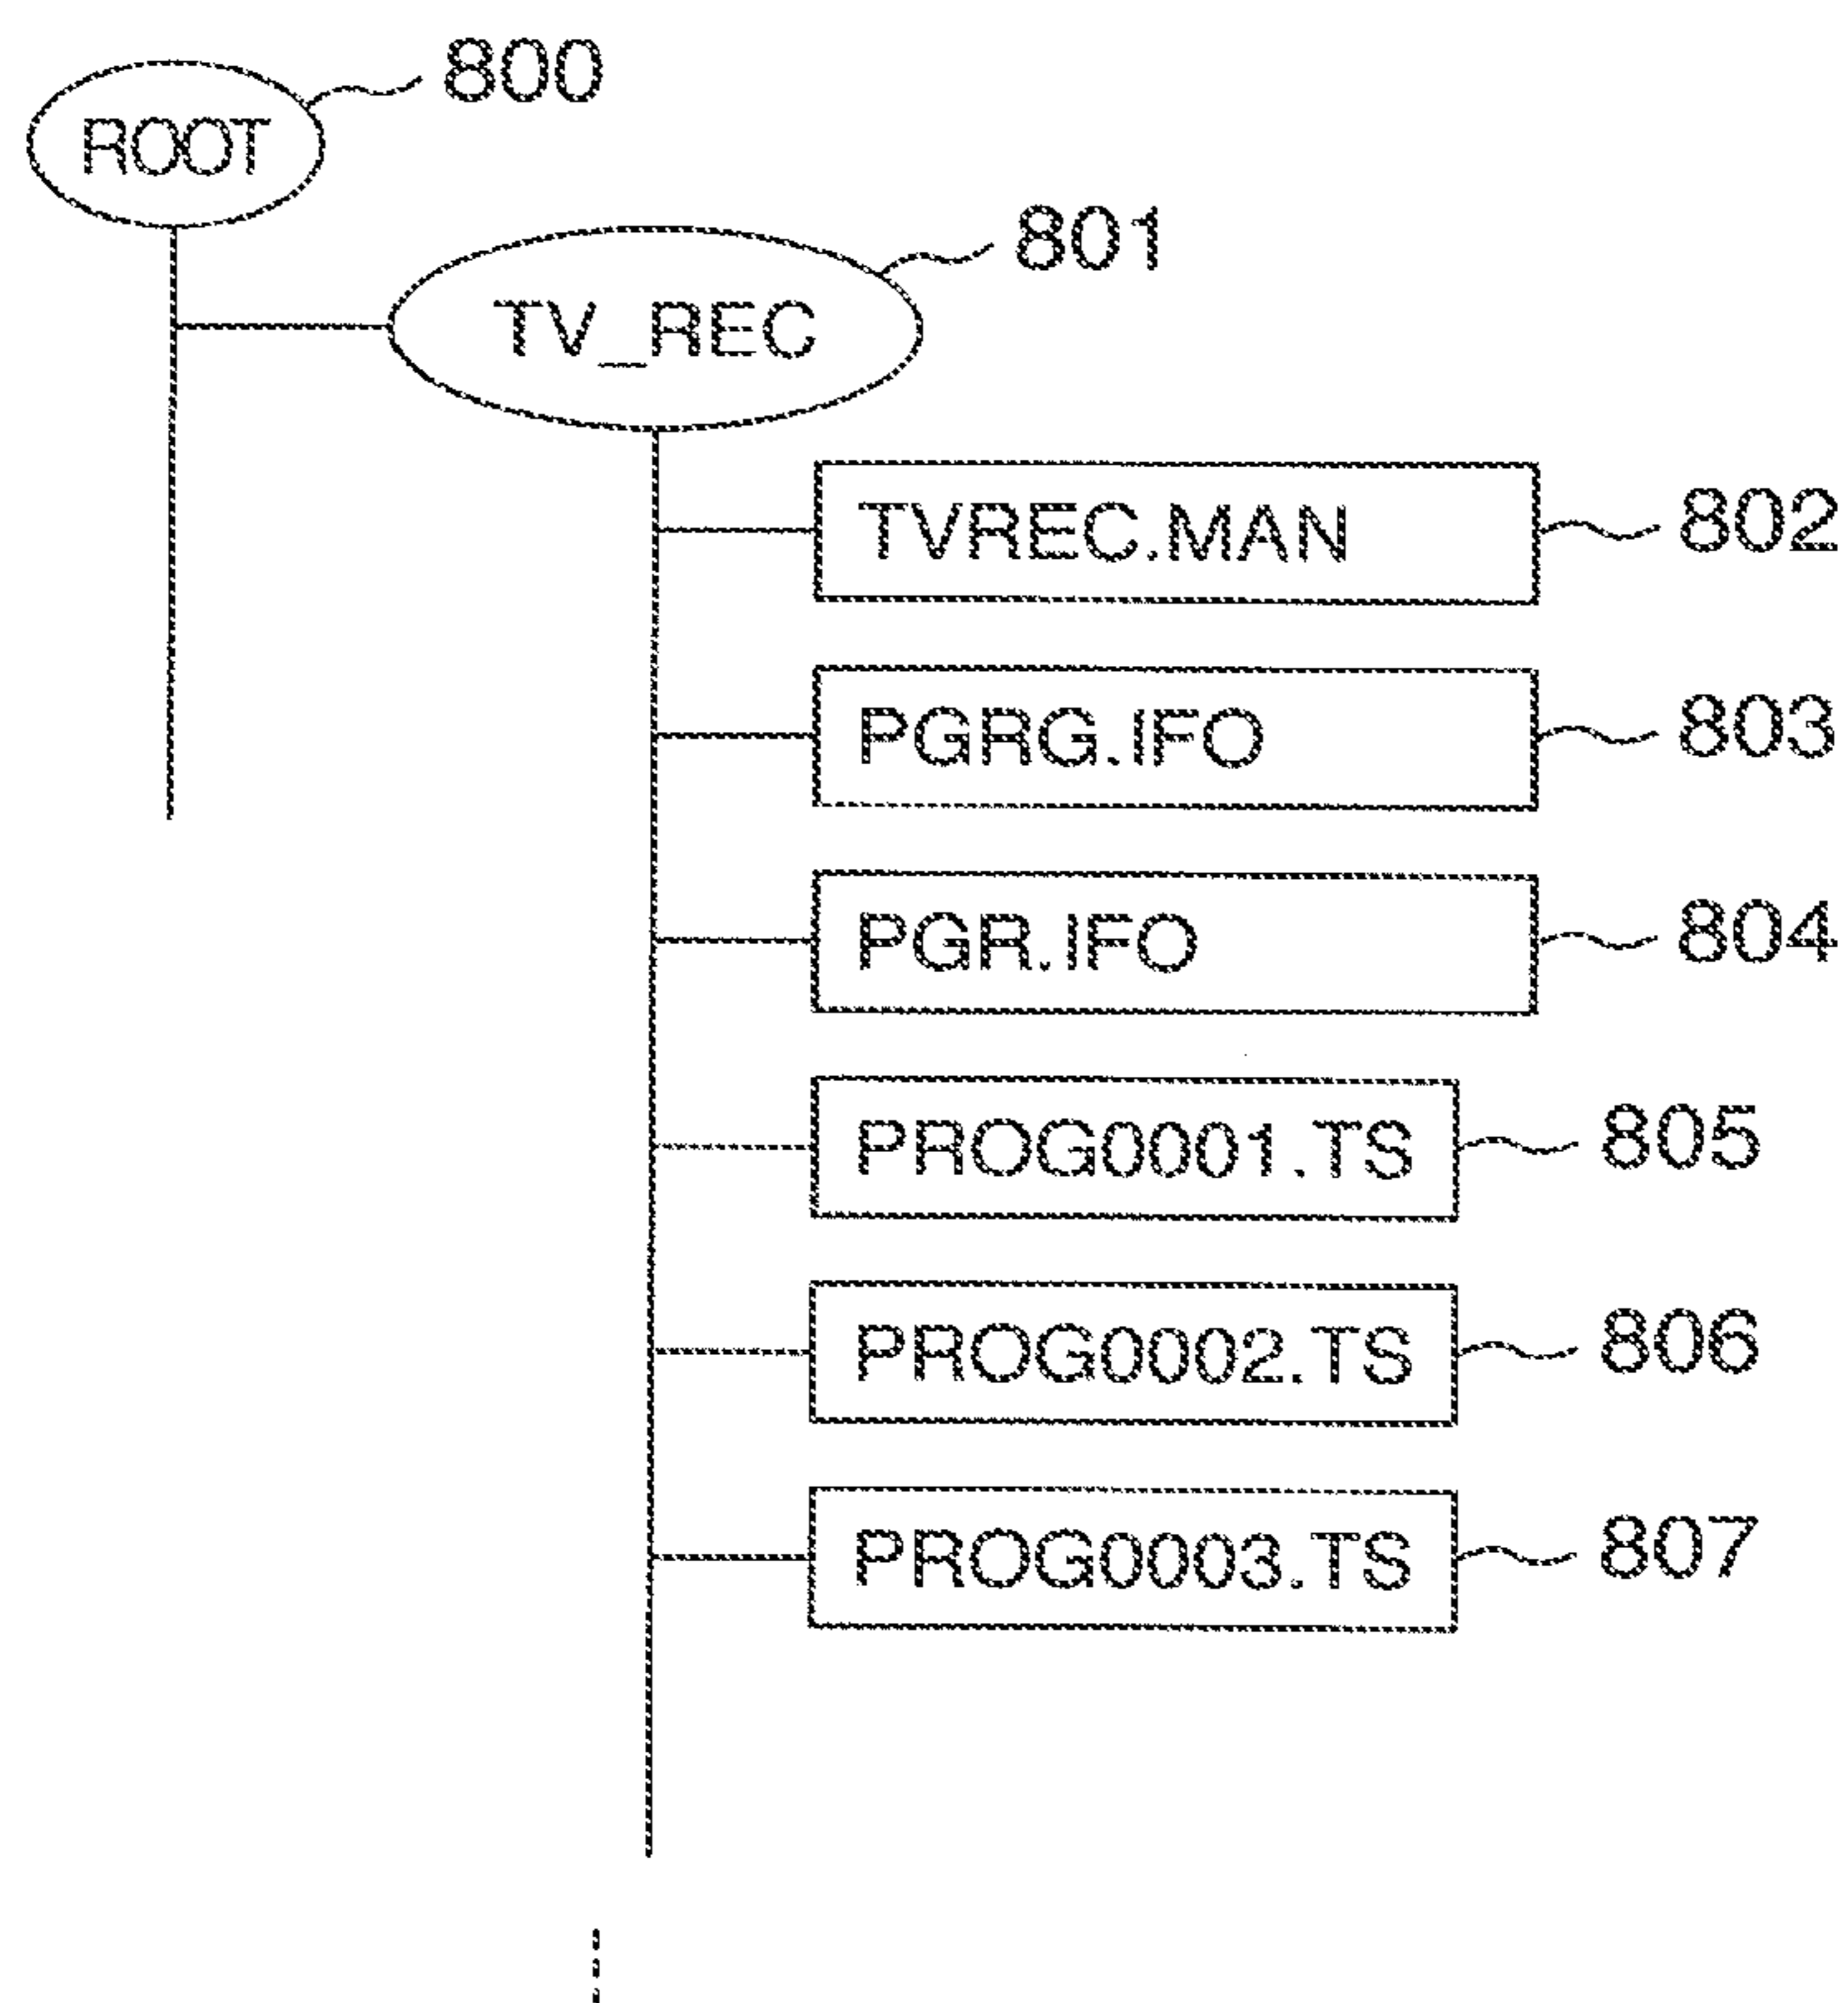 800
ROOT
801
TV_REC
TVREC.MAN 802
PGRG.IFO 803
PGR.IFO 804
PROG0001.TS 805
PROG0002.TS 806
PROG0003.TS 807